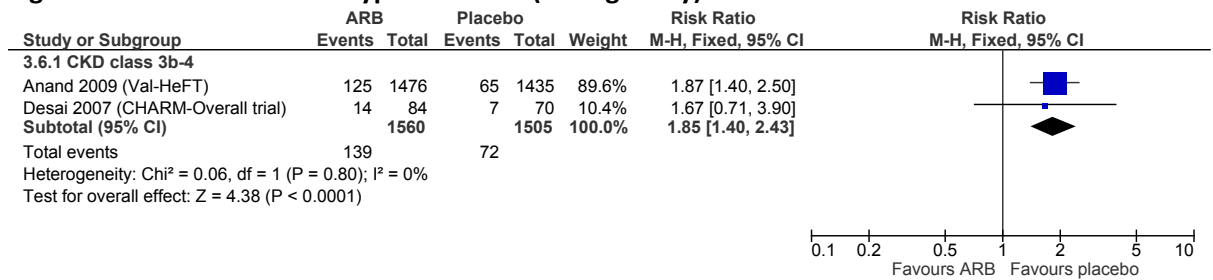 ARB Placebo Risk Ratio Risk Ratio
Study or Subgroup Events Total Events Total Weight M-H, Fixed, 95% CI M-H, Fixed, 95% CI
3.6.1 CKD class 3b-4
Anand 2009 (Val-HeFT) 125 1476 65 1435 89.6% 1.87 [1.40, 2.50]
Desai 2007 (CHARM-Overall trial) 14 84 7 70 10.4% 1.67 [0.71, 3.90]
Subtotal (95% CI) 1560 1505 100.0% 1.85 [1.40, 2.43]
Total events 139 72
Heterogeneity: Chi² = 0.06, df = 1 (P = 0.80); I² = 0%
Test for overall effect: Z = 4.38 (P < 0.0001)
0.1 0.2 0.5 1 2 5 10
Favours ARB Favours placebo